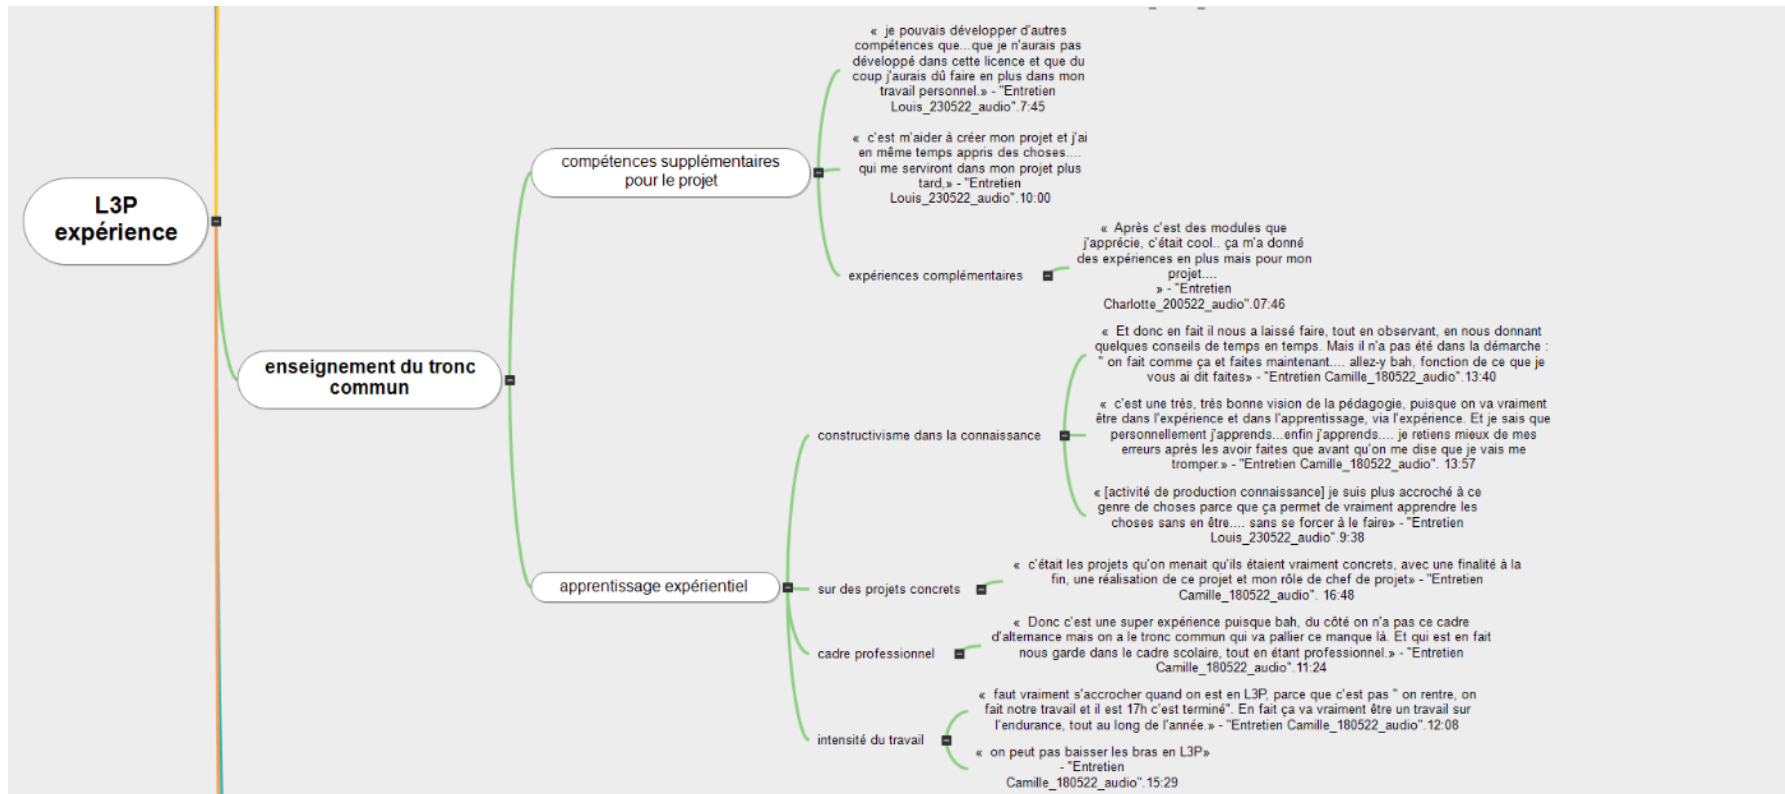 L3P
expérience
enseignement du tronc
commun
compétences supplémentaires
pour le projet
« je pouvais développer d'autres
compétences que...que je n'aurais pas
développé dans cette licence et que du
coup j'aurais dû faire en plus dans mon
travail personnel.» - "Entretien
Louis_230522_audio".7:45
« c'est m'aider à créer mon projet et j'ai
en même temps appris des choses....
qui me serviront dans mon projet plus
tard,» - "Entretien
Louis_230522_audio".10:00
expériences complémentaires
« Après c'est des modules que
j'apprécie, c'était cool.. ça m'a donné
des expériences en plus mais pour mon
projet....
» - "Entretien
Charlotte_200522_audio".07:46
apprentissage expérientiel
constructivisme dans la connaissance
« Et donc en fait il nous a laissé faire, tout en observant, en nous donnant
quelques conseils de temps en temps. Mais il n'a pas été dans la démarche :
" on fait comme ça et faites maintenant.... allez-y bah, fonction de ce que je
vous ai dit faites» - "Entretien Camille_180522_audio".13:40
« c'est une très, très bonne vision de la pédagogie, puisque on va vraiment
être dans l'expérience et dans l'apprentissage, via l'expérience. Et je sais que
personnellement j'apprends...enfin j'apprends.... je retiens mieux de mes
erreurs après les avoir faites que avant qu'on me dise que je vais me
tromper.» - "Entretien Camille_180522_audio". 13:57
« [activité de production connaissance] je suis plus accroché à ce
genre de choses parce que ça permet de vraiment apprendre les
choses sans en être.... sans se forcer à le faire» - "Entretien
Louis_230522_audio".9:38
sur des projets concrets
« c'était les projets qu'on menait qu'ils étaient vraiment concrets, avec une finalité à la
fin, une réalisation de ce projet et mon rôle de chef de projet» - "Entretien
Camille_180522_audio". 16:48
cadre professionnel
« Donc c'est une super expérience puisque bah, du côté on n'a pas ce cadre
d'alternance mais on a le tronc commun qui va pallier ce manque là. Et qui est en fait
nous garde dans le cadre scolaire, tout en étant professionnel.» - "Entretien
Camille_180522_audio".11:24
intensité du travail
« faut vraiment s'accrocher quand on est en L3P, parce que c'est pas " on rentre, on
fait notre travail et il est 17h c'est terminé". En fait ça va vraiment être un travail sur
l'endurance, tout au long de l'année.» - "Entretien Camille_180522_audio".12:08
« on peut pas baisser les bras en L3P»
- "Entretien
Camille_180522_audio".15:29